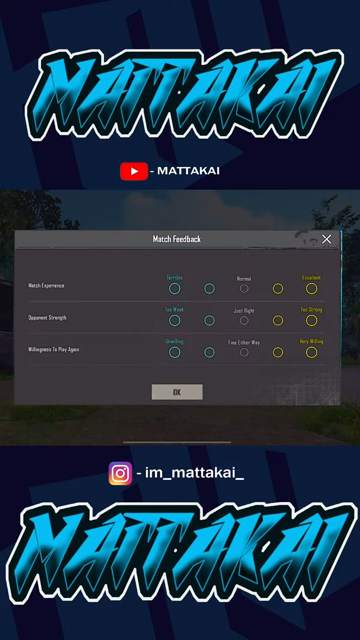 MATTAKAI
- MATTAKAI
Match Feedback
Terrible Normal Excellent
Match Experience
Too Weak Just Right Too Strong
Opponent Strength
Unwilling Fine Either Way Very Willing
Willingness To Play Again
OK
- im_mattakai_
MATTAKAI